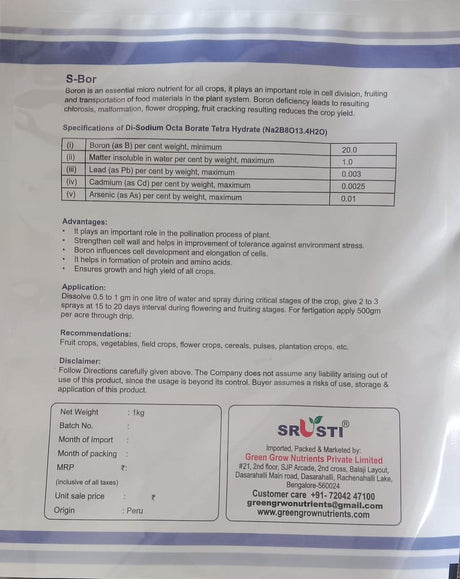 S-Bor
Boron is an essential micro nutrient for all crops, it plays an important role in cell division, fruiting
and transportation of food materials in the plant system. Boron deficiency leads to resulting
chlorosis, malformation, flower dropping, fruit cracking resulting reduces the crop yield.
Specifications of Di-Sodium Octa Borate Tetra Hydrate (Na2B8O13.4H2O)
(i) Boron (as B) per cent weight, minimum 20.0
(ii) Matter insoluble in water per cent by weight, maximum 1.0
(iii) Lead (as Pb) per cent by weight, maximum 0.003
(iv) Cadmium (as Cd) per cent by weight, maximum 0.0025
(v) Arsenic (as As) per cent by weight, maximum 0.01
Advantages:
• It plays an important role in the pollination process of plant.
• Strengthen cell wall and helps in improvement of tolerance against environment stress.
• Boron influences cell development and elongation of cells.
• It helps in formation of protein and amino acids.
• Ensures growth and high yield of all crops.
Application:
Dissolve 0.5 to 1 gm in one litre of water and spray during critical stages of the crop, give 2 to 3
sprays at 15 to 20 days interval during flowering and fruiting stages. For fertigation apply 500gm
per acre through drip.
Recommendations:
Fruit crops, vegetables, field crops, flower crops, cereals, pulses, plantation crops, etc.
Disclaimer:
Follow Directions carefully given above. The Company does not assume any liability arising out of
use of this product, since the usage is beyond its control. Buyer assumes a risks of use, storage &
application of this product.
Net Weight : 1kg
Batch No. :
Month of Import :
Month of packing :
MRP ₹:
(inclusive of all taxes)
Unit sale price : ₹
Origin : Peru
SRUSTI®
Imported, Packed & Marketed by:
Green Grow Nutrients Private Limited
#21, 2nd floor, SJP Arcade, 2nd cross, Balaji Layout,
Dasarahalli Main road, Dasarahalli, Rachenahalli Lake,
Bengalore-560024
Customer care +91- 72042 47100
greengrwonutrients@gmail.com
www.greengrownutrients.com